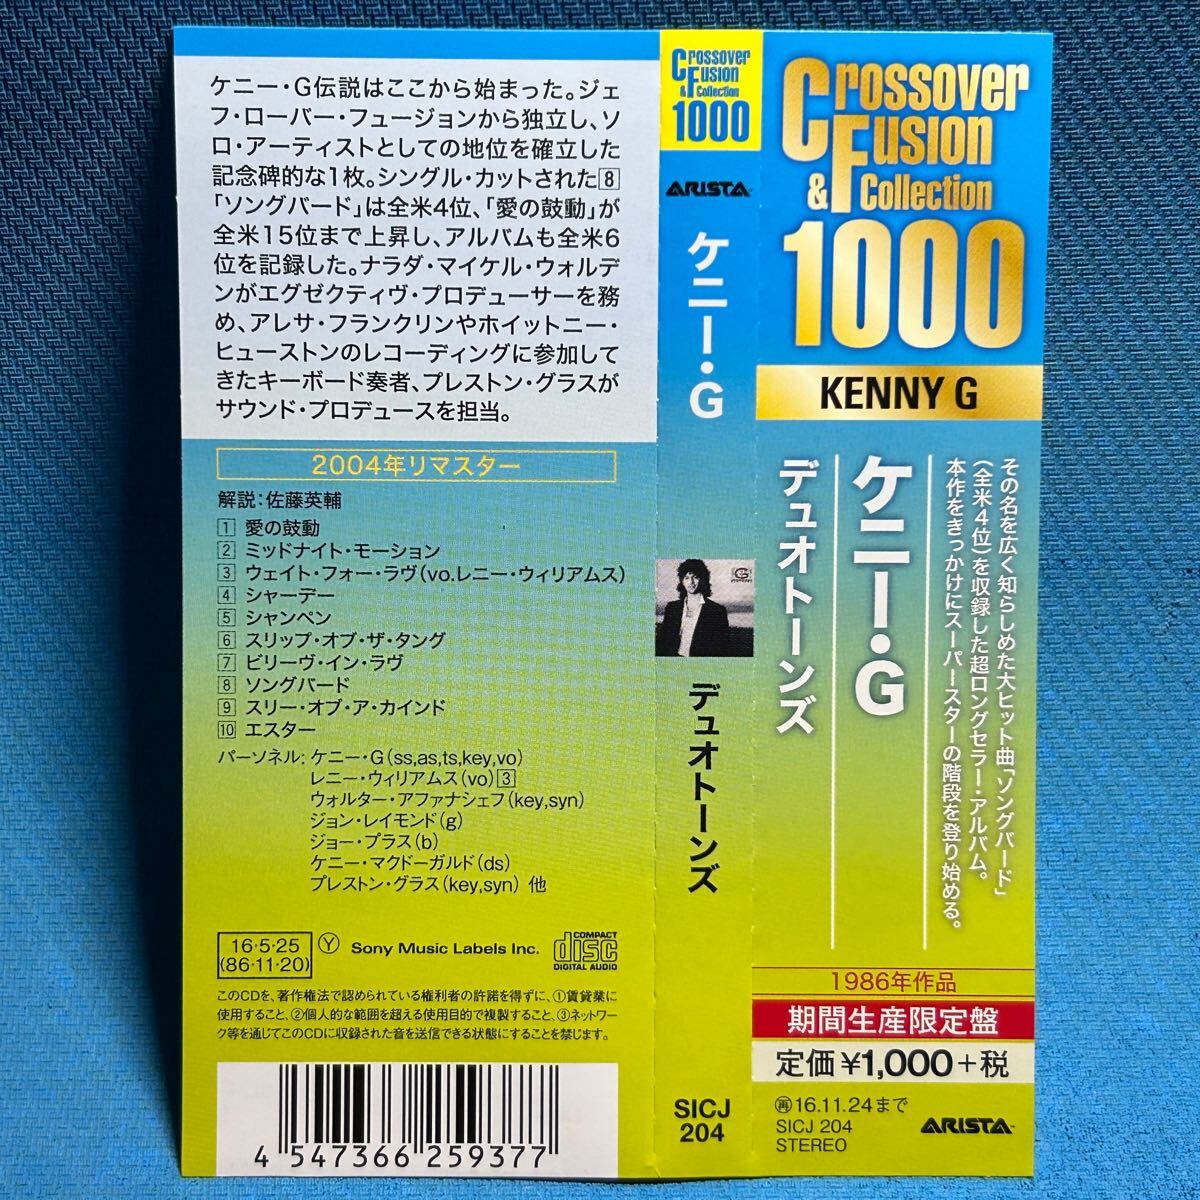 ケニー・G伝説はここから始まった。ジェ
フ・ローバー・フュージョンから独立し、ソ
ロ・アーティストとしての地位を確立した
記念碑的な1枚。シングル・カットされた8
「ソングバード」は全米4位、「愛の鼓動」が
全米15位まで上昇し、アルバムも全米6
位を記録した。ナラダ・マイケル・ウォルデ
ンがエグゼクティヴ・プロデューサーを務
め、アレサ・フランクリンやホイットニー・
ヒューストンのレコーディングに参加して
きたキーボード奏者、プレストン・グラスが
サウンド・プロデュースを担当。
2004年リマスター
解説：佐藤英輔
1 愛の鼓動
2 ミッドナイト・モーション
3 ウェイト・フォー・ラヴ(vo.レニー・ウィリアムス)
4 シャーデー
5 シャンペン
6 スリップ・オブ・ザ・タング
7 ビリーヴ・イン・ラヴ
8 ソングバード
9 スリー・オブ・ア・カインド
10 エスター
パーソネル：ケニー・G(ss,as,ts,key,vo)
レニー・ウィリアムス(vo)3
ウォルター・アファナシェフ(key,syn)
ジョン・レイモンド(g)
ジョー・プラス(b)
ケニー・マクドーガルド(ds)
プレストン・グラス(key,syn) 他
16・5・25
(86・11・20)
Ⓨ Sony Music Labels Inc.
COMPACT
disc
DIGITAL AUDIO
このCDを、著作権法で認められている権利者の許諾を得ずに、①賃貸業に
使用すること、②個人的な範囲を超える使用目的で複製すること、③ネットワー
ク等を通じてこのCDに収録された音を送信できる状態にすることを禁じます。
4 547366 259377
Crossover
Fusion
& Collection
1000
ARISTA
ケニー・G
デュオトーンズ
SICJ
204
Crossover
Fusion
& Collection
1000
KENNY G
その名を広く知らしめた大ヒット曲「ソングバード」
(全米4位)を収録した超ロングセラー・アルバム。
本作をきっかけにスーパースターの階段を登り始める。
ケニー・G
デュオトーンズ
1986年作品
期間生産限定盤
定価¥1,000+税
㋐16.11.24まで
SICJ 204
STEREO
ARISTA